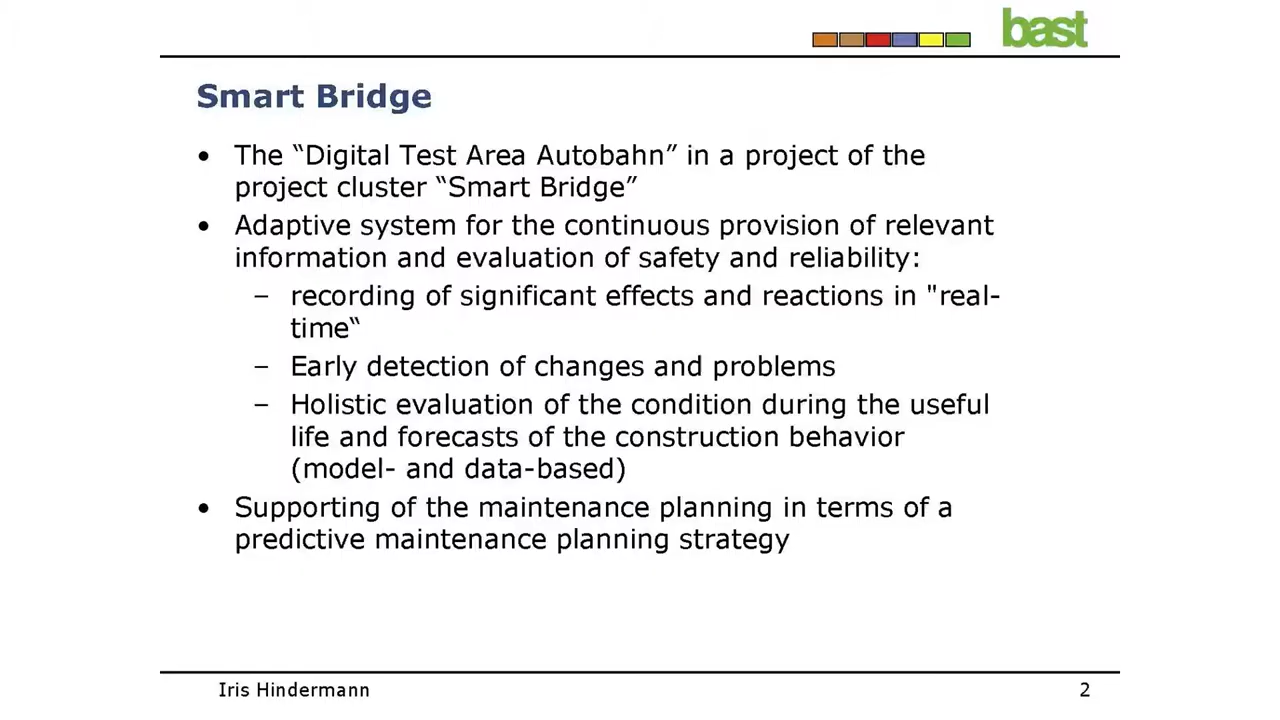 bast
Smart Bridge
• The “Digital Test Area Autobahn” in a project of the
project cluster “Smart Bridge”
• Adaptive system for the continuous provision of relevant
information and evaluation of safety and reliability:
– recording of significant effects and reactions in "real-
time“
– Early detection of changes and problems
– Holistic evaluation of the condition during the useful
life and forecasts of the construction behavior
(model- and data-based)
• Supporting of the maintenance planning in terms of a
predictive maintenance planning strategy
Iris Hindermann
2